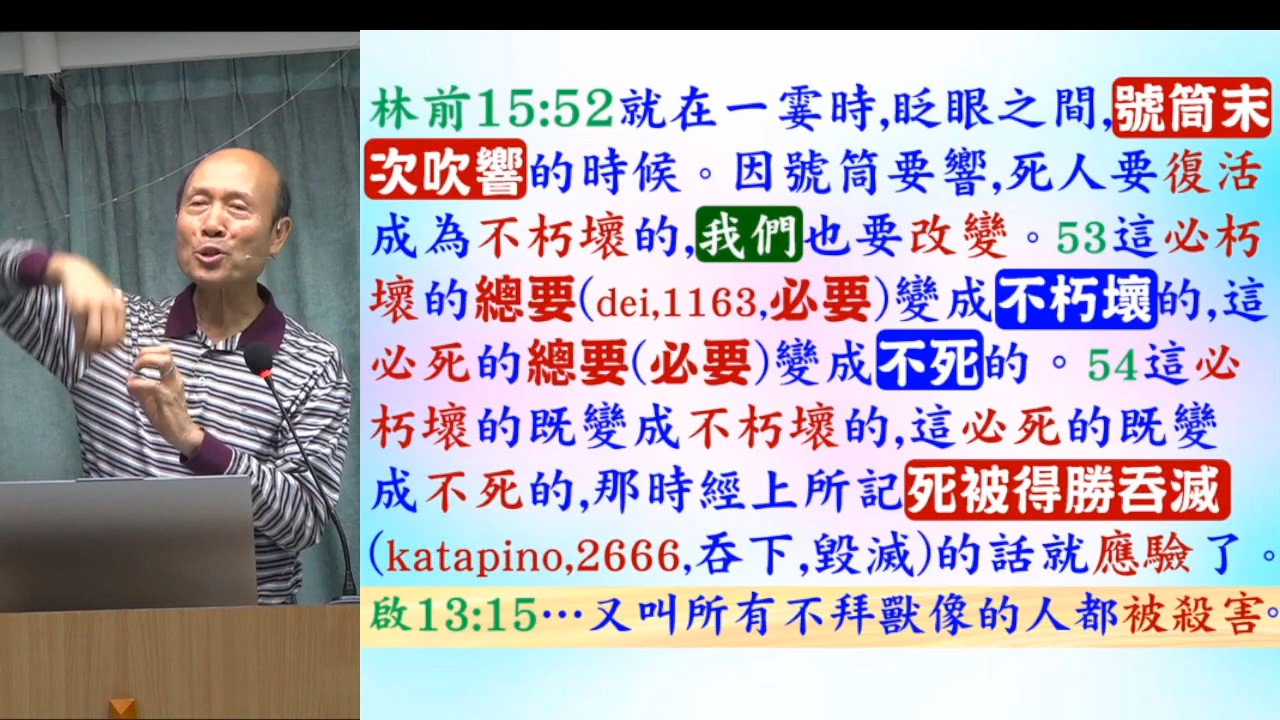 林前15:52就在一霎時,眨眼之間,號筒末
次吹響的時候。因號筒要響,死人要復活
成為不朽壞的,我們也要改變。53這必朽
壞的總要(dei,1163,必要)變成不朽壞的,這
必死的總要(必要)變成不死的。54這必
朽壞的既變成不朽壞的,這必死的既變
成不死的,那時經上所記死被得勝吞滅
(katapino,2666,吞下,毀滅)的話就應驗了。
啟13:15…又叫所有不拜獸像的人都被殺害。